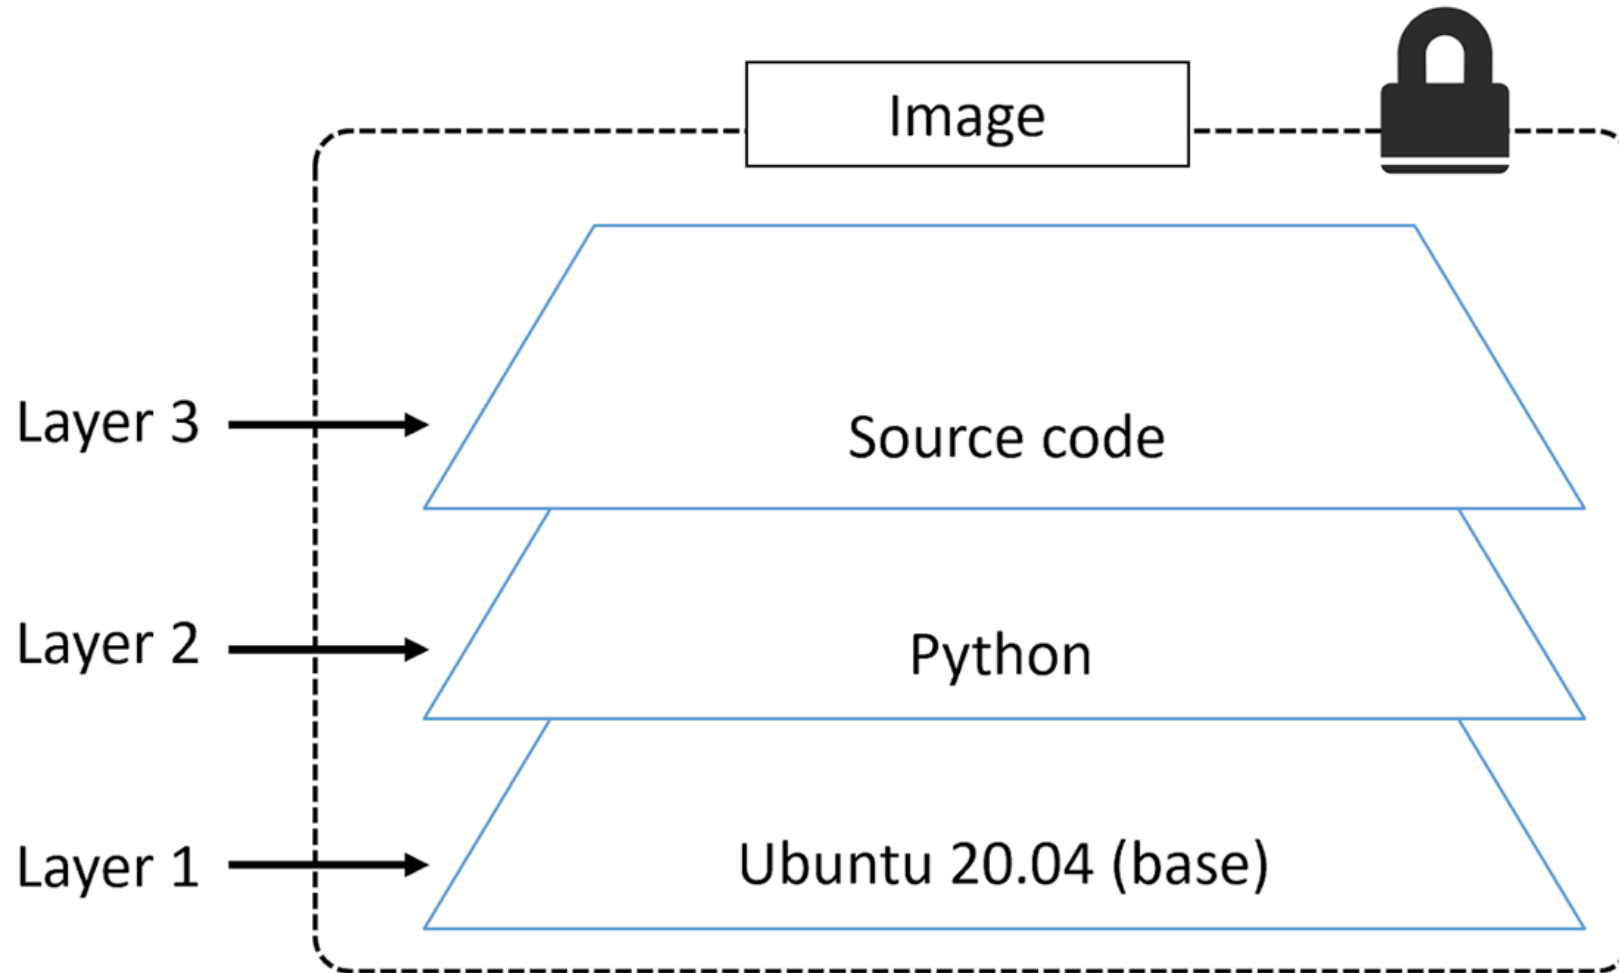 Image
Layer 3
Source code
Layer 2
Python
Layer 1
Ubuntu 20.04 (base)